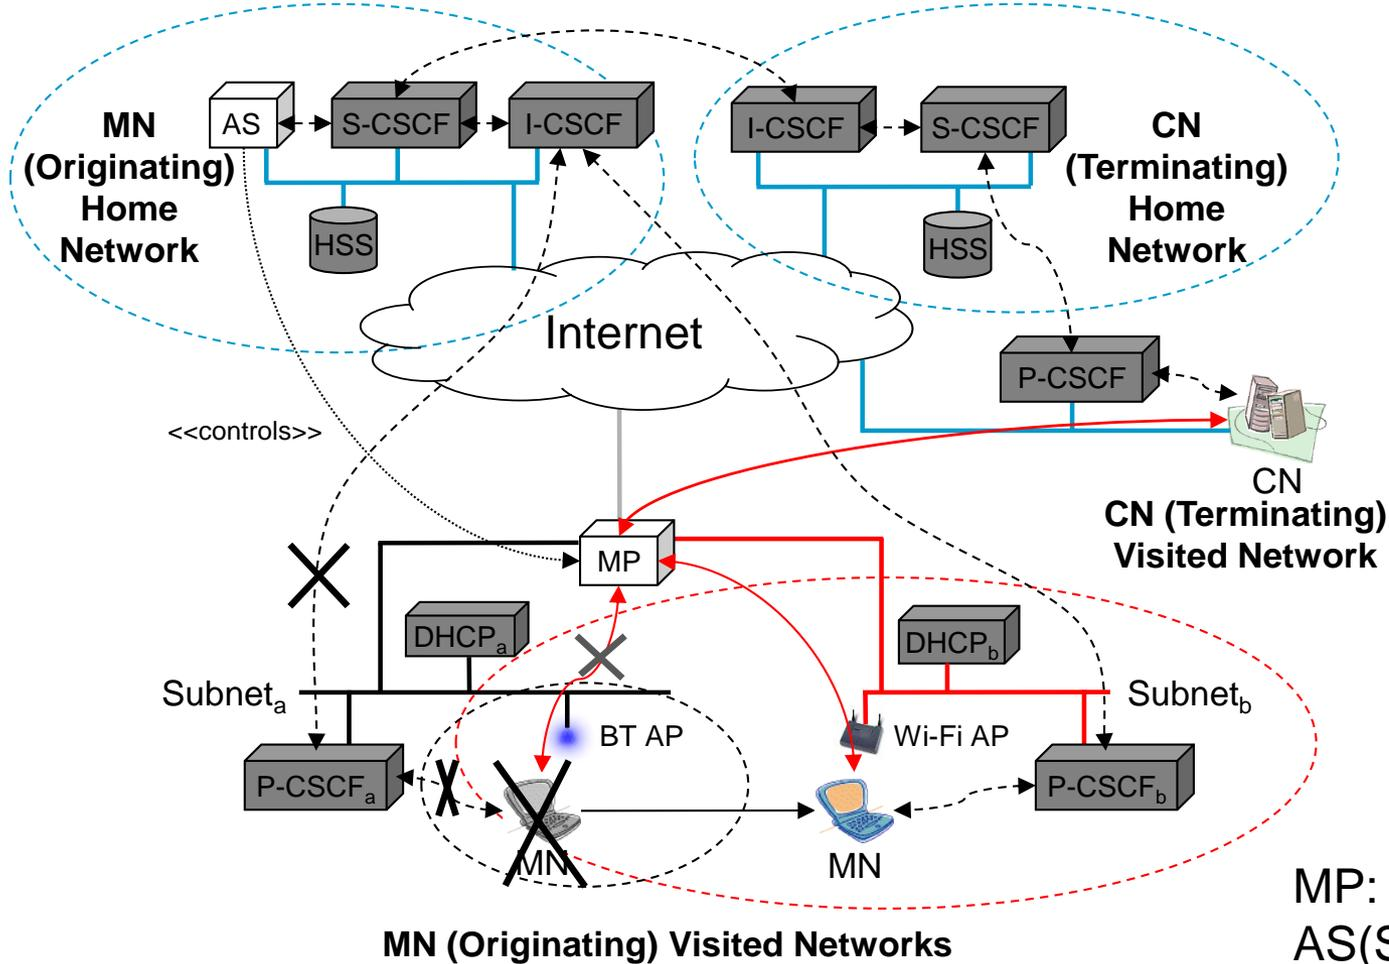 AS
S-CSCF
I-CSCF
I-CSCF
S-CSCF
MN
(Originating)
Home
Network
CN
(Terminating)
Home
Network
HSS
HSS
Internet
P-CSCF
<<controls>>
CN
CN (Terminating)
Visited Network
MP
DHCPa
DHCPb
Subneta
Subnetb
BT AP
Wi-Fi AP
P-CSCFa
P-CSCFb
MN
MN
MP:
AS(S
MN (Originating) Visited Networks